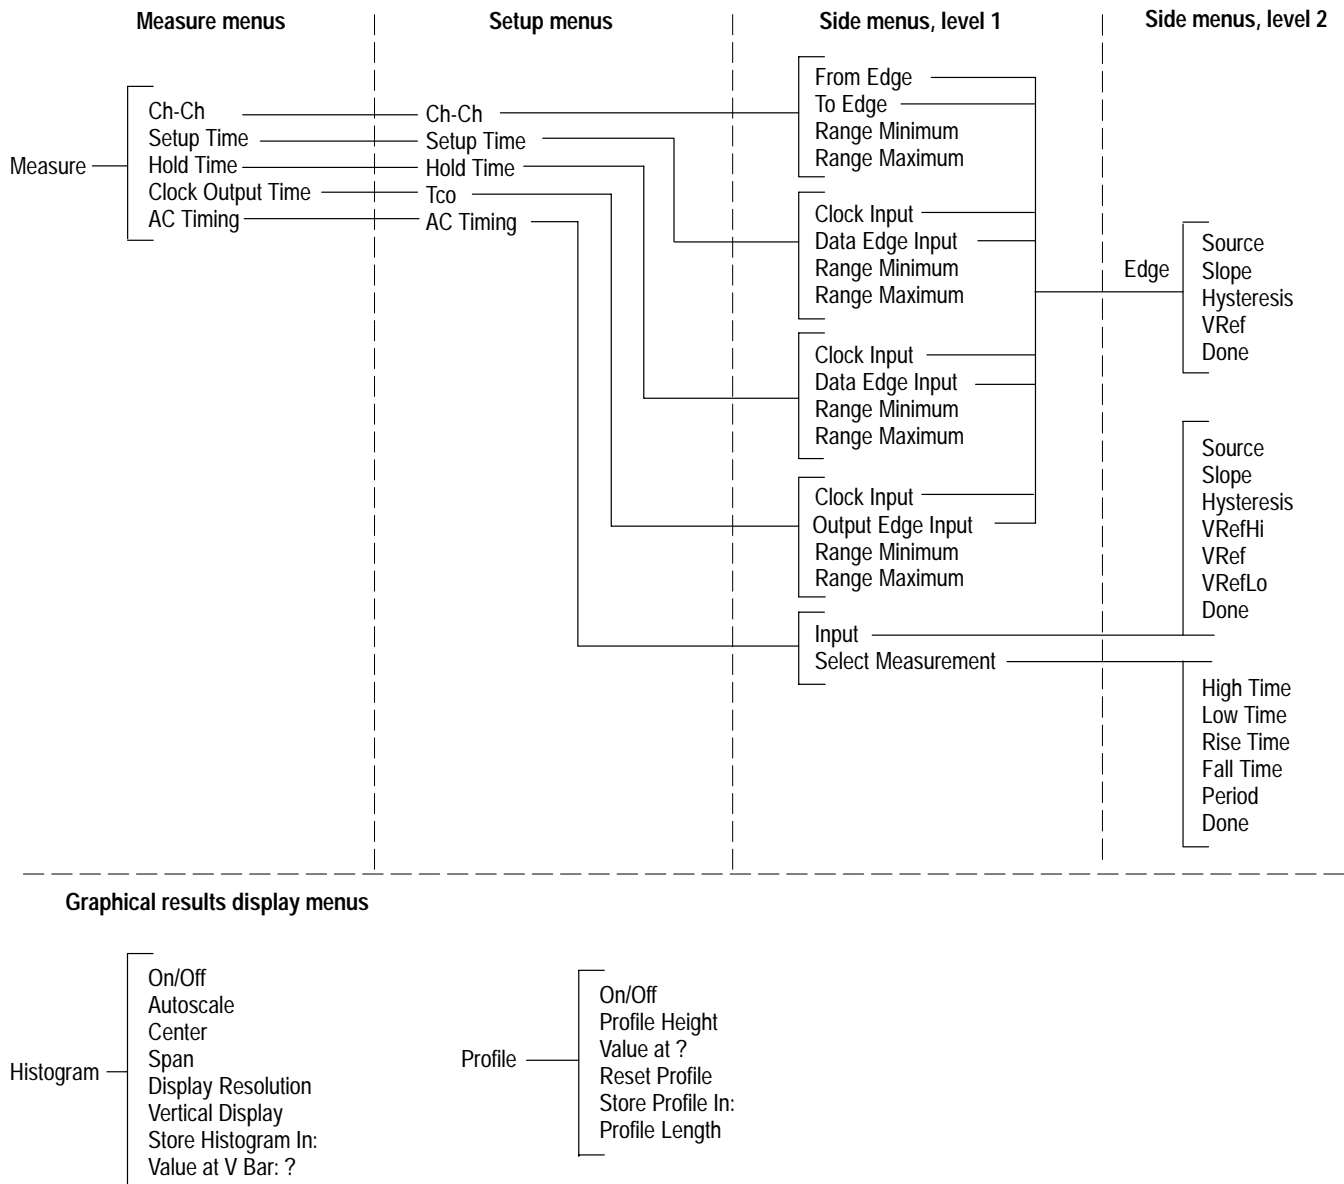 Measure menus
Setup menus
Side menus, level 1
Side menus, level 2
Measure
Ch-Ch
Setup Time
Hold Time
Clock Output Time
AC Timing
Ch-Ch
Setup Time
Hold Time
Tco
AC Timing
From Edge
To Edge
Range Minimum
Range Maximum
Clock Input
Data Edge Input
Range Minimum
Range Maximum
Clock Input
Data Edge Input
Range Minimum
Range Maximum
Clock Input
Output Edge Input
Range Minimum
Range Maximum
Input
Select Measurement
Edge
Source
Slope
Hysteresis
VRef
Done
Source
Slope
Hysteresis
VRefHi
VRef
VRefLo
Done
High Time
Low Time
Rise Time
Fall Time
Period
Done
Graphical results display menus
Histogram
On/Off
Autoscale
Center
Span
Display Resolution
Vertical Display
Store Histogram In:
Value at V Bar: ?
Profile
On/Off
Profile Height
Value at ?
Reset Profile
Store Profile In:
Profile Length